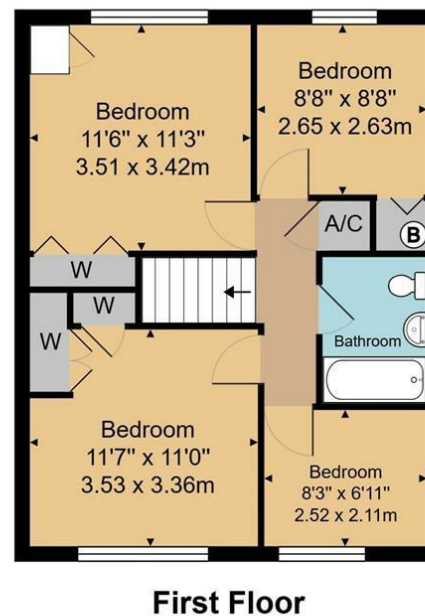 Bedroom
11'6" x 11'3"
3.51 x 3.42m
Bedroom
8'8" x 8'8"
2.65 x 2.63m
A/C
B
W
W
W
Bathroom
Bedroom
11'7" x 11'0"
3.53 x 3.36m
Bedroom
8'3" x 6'11"
2.52 x 2.11m
First Floor